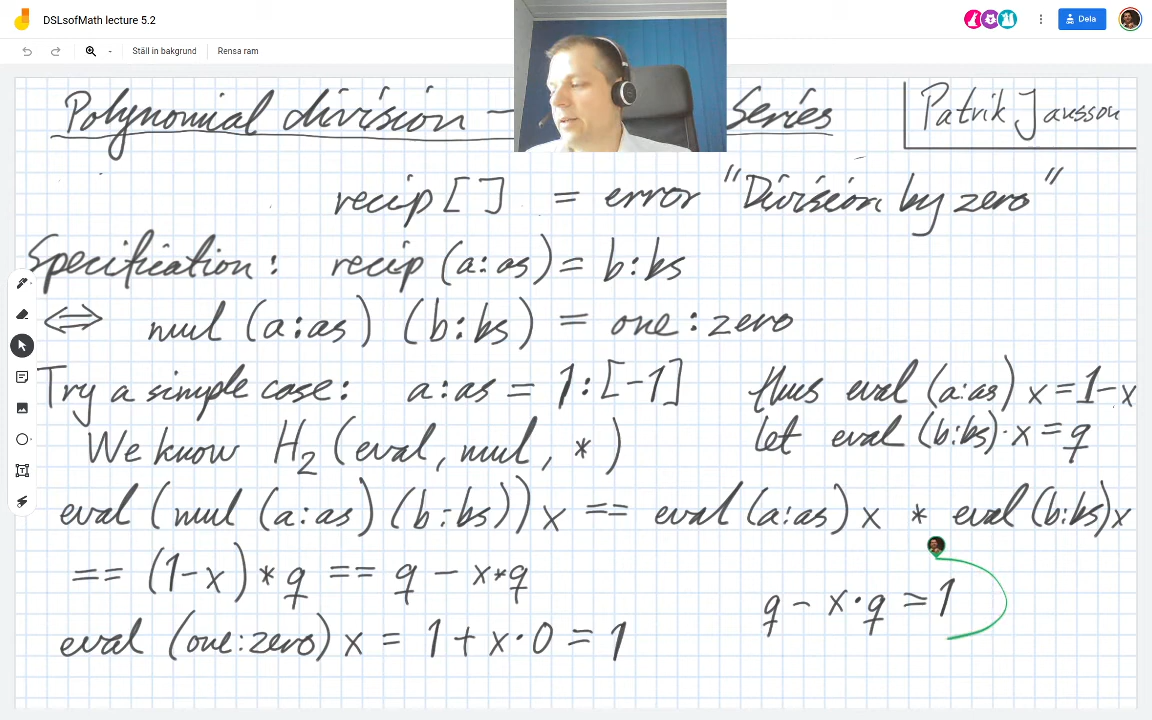 DSLsofMath lecture 5.2
Dela
Ställ in bakgrund Rensa ram
Polynomial division — Series
Patrik Jansson
recip [ ] = error "Division by zero"
Specification: recip (a:as) = b:bs
⇔ mul (a:as) (b:bs) = one:zero
Try a simple case: a:as = 1:[-1] thus eval (a:as) x = 1-x
We know H₂(eval, mul, *) let eval (b:bs)·x = q
eval (mul (a:as) (b:bs)) x == eval (a:as) x * eval (b:bs) x
== (1-x) * q == q - x*q
q - x·q = 1
eval (one:zero) x = 1 + x·0 = 1